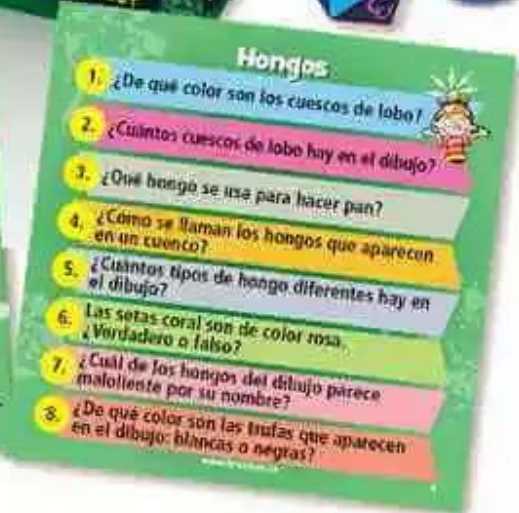 Hongos
1. ¿De qué color son los cuescos de lobo?
2. ¿Cuántos cuescos de lobo hay en el dibujo?
3. ¿Qué hongo se usa para hacer pan?
4. ¿Cómo se llaman los hongos que aparecen
en un cuenco?
5. ¿Cuántos tipos de hongo diferentes hay en
el dibujo?
6. Las setas coral son de color rosa.
¿Verdadero o falso?
7. ¿Cuál de los hongos del dibujo parece
maloliente por su nombre?
8. ¿De qué color son las trufas que aparecen
en el dibujo: blancas o negras?